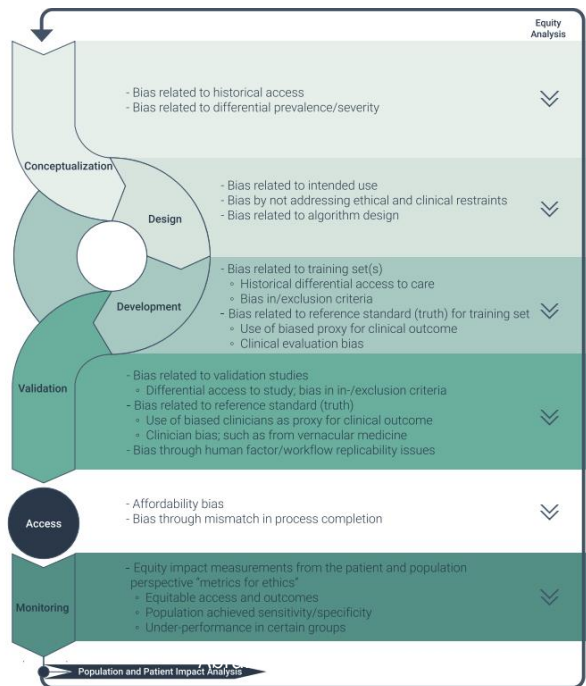 Equity
Analysis
- Bias related to historical access
- Bias related to differential prevalence/severity
Conceptualization
- Bias related to intended use
- Bias by not addressing ethical and clinical restraints
- Bias related to algorithm design
Design
- Bias related to training set(s)
◦ Historical differential access to care
◦ Bias in/exclusion criteria
- Bias related to reference standard (truth) for training set
◦ Use of biased proxy for clinical outcome
◦ Clinical evaluation bias
Development
- Bias related to validation studies
◦ Differential access to study; bias in in-/exclusion criteria
- Bias related to reference standard (truth)
◦ Use of biased clinicians as proxy for clinical outcome
◦ Clinician bias; such as from vernacular medicine
- Bias through human factor/workflow replicability issues
Validation
- Affordability bias
- Bias through mismatch in process completion
Access
- Equity impact measurements from the patient and population
perspective "metrics for ethics"
◦ Equitable access and outcomes
◦ Population achieved sensitivity/specificity
◦ Under-performance in certain groups
Monitoring
Population and Patient Impact Analysis